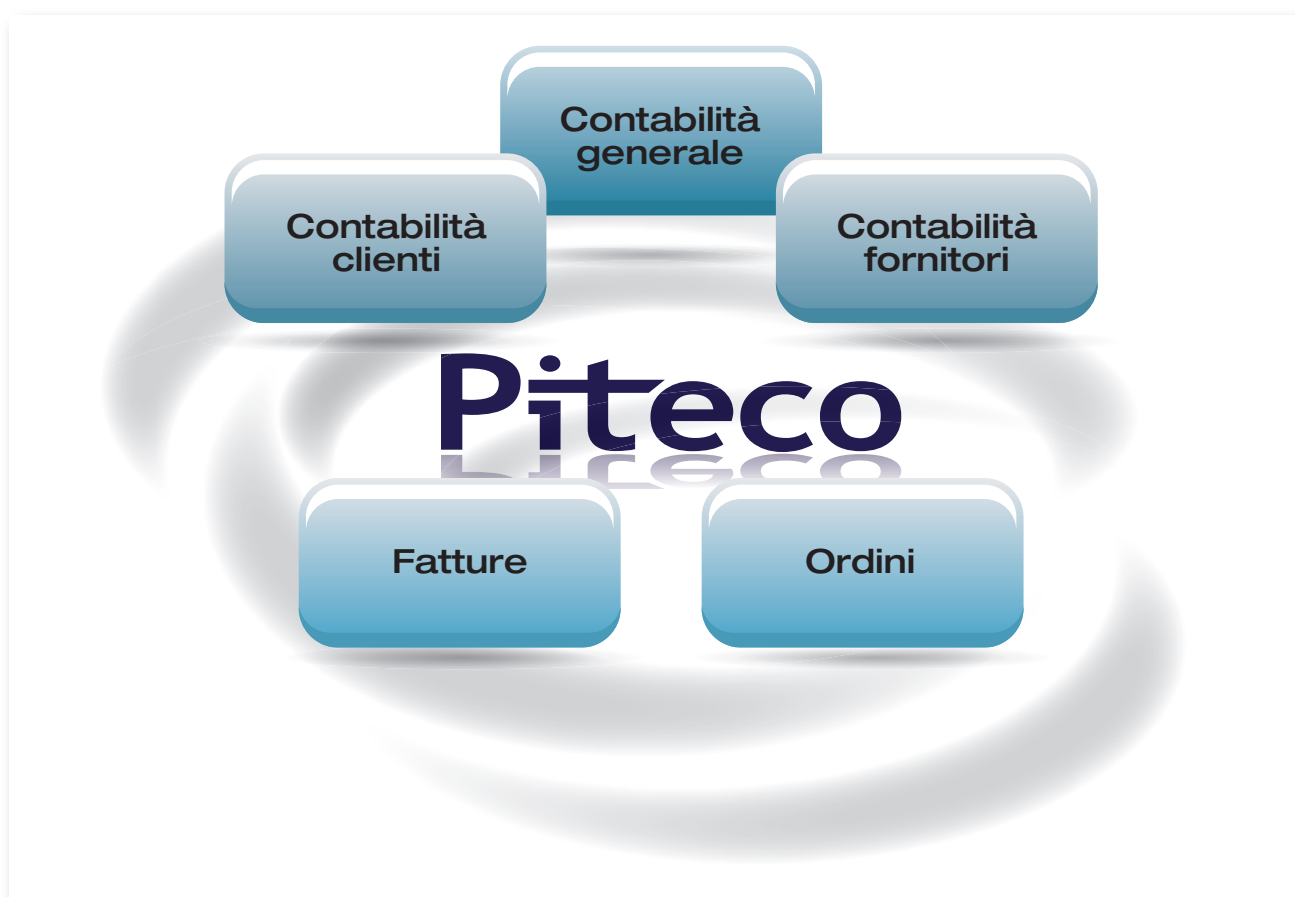 Contabilità
generale
Contabilità
clienti
Contabilità
fornitori
Piteco
Fatture
Ordini